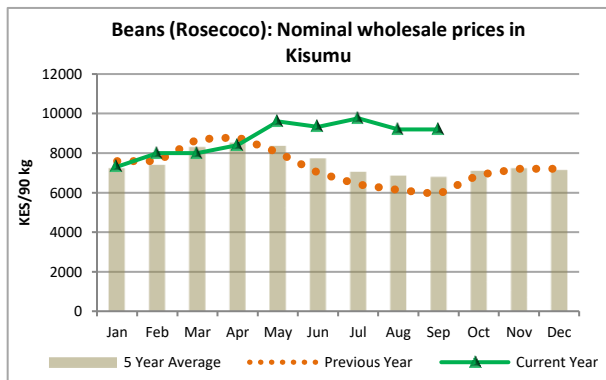 Beans (Rosecoco): Nominal wholesale prices in
Kisumu
KES/90 kg
12000
10000
8000
6000
4000
2000
0
Jan Feb Mar Apr May Jun Jul Aug Sep Oct Nov Dec
5 Year Average Previous Year Current Year